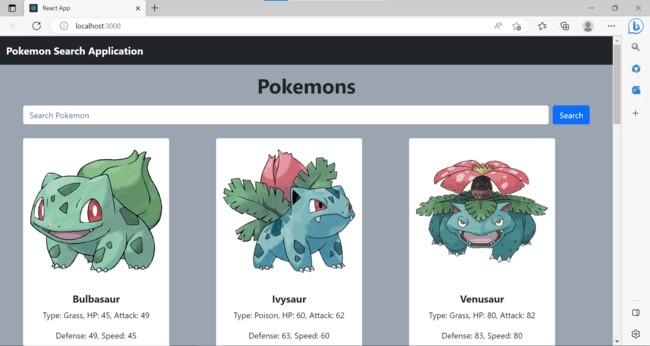 React App
localhost:3000
Pokemon Search Application
Pokemons
Search Pokemon
Search
Bulbasaur
Type: Grass, HP: 45, Attack: 49
Defense: 49, Speed: 45
Ivysaur
Type: Poison, HP: 60, Attack: 62
Defense: 63, Speed: 60
Venusaur
Type: Grass, HP: 80, Attack: 82
Defense: 83, Speed: 80